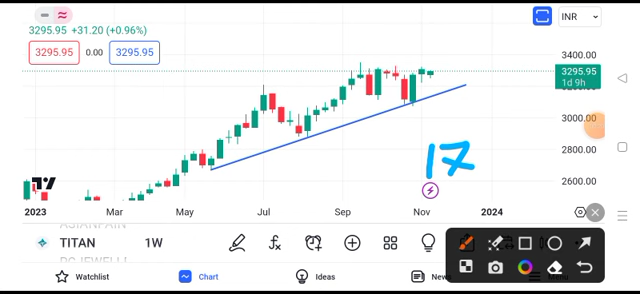 INR
3295.95 +31.20 (+0.96%)
3295.95 0.00 3295.95
3400.00
3295.95
1d 9h
3000.00
2800.00
2600.00
17
2023 Mar May Jul Sep Nov 2024
TITAN 1W
Watchlist Chart Ideas News